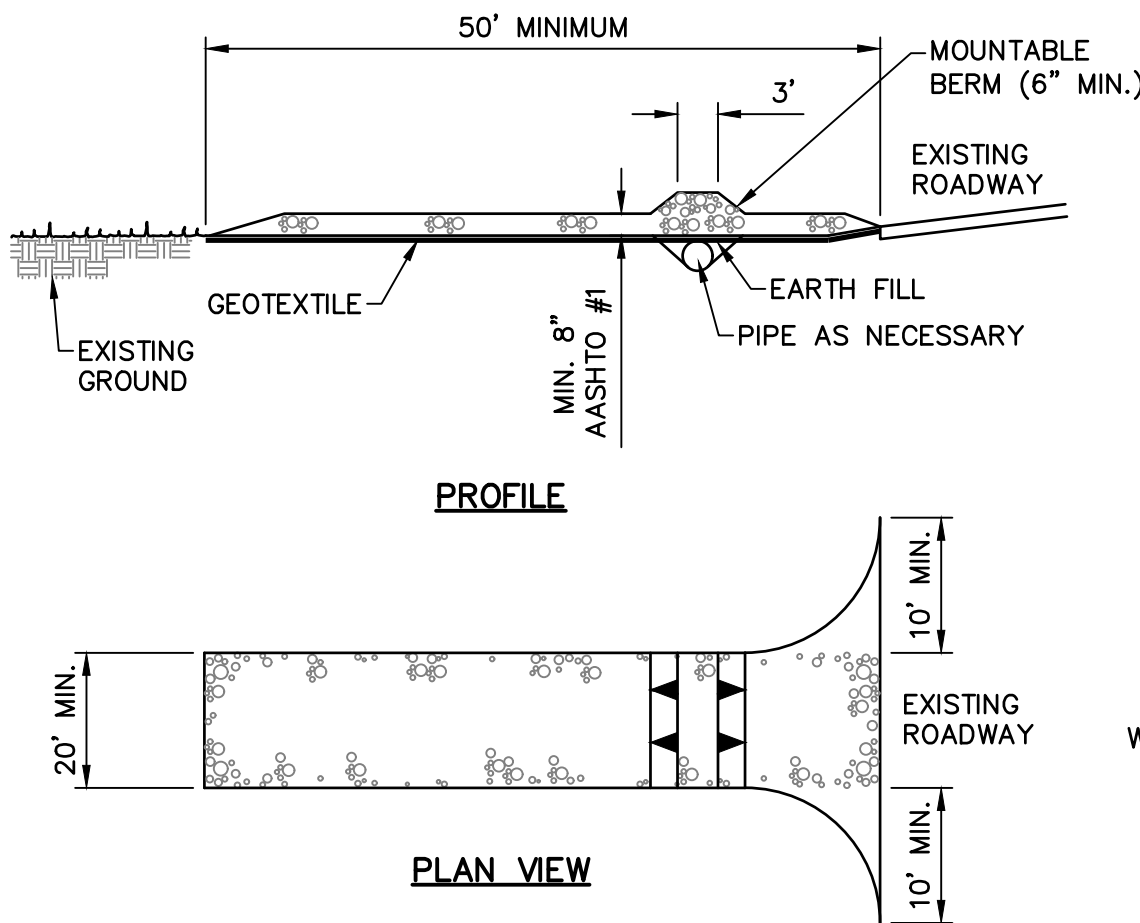 50' MINIMUM
MOUNTABLE
BERM (6" MIN.)
3'
EXISTING
ROADWAY
GEOTEXTILE
EARTH FILL
PIPE AS NECESSARY
EXISTING
GROUND
MIN. 8"
AASHTO #1
PROFILE
10' MIN.
20' MIN.
EXISTING
ROADWAY
W
10' MIN.
PLAN VIEW